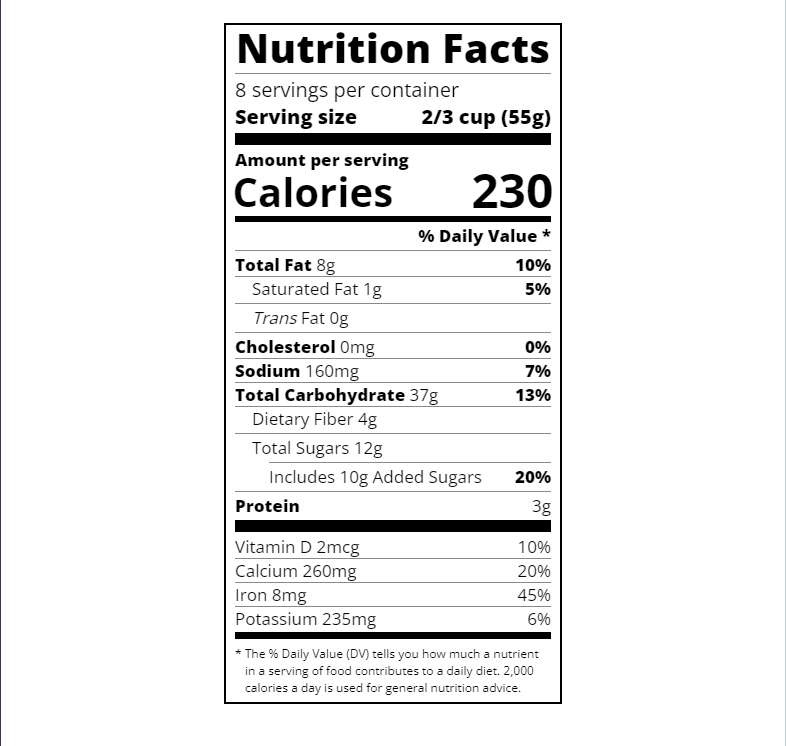 Nutrition Facts
8 servings per container
Serving size 2/3 cup (55g)
Amount per serving
Calories 230
% Daily Value *
Total Fat 8g 10%
Saturated Fat 1g 5%
Trans Fat 0g
Cholesterol 0mg 0%
Sodium 160mg 7%
Total Carbohydrate 37g 13%
Dietary Fiber 4g
Total Sugars 12g
Includes 10g Added Sugars 20%
Protein 3g
Vitamin D 2mcg 10%
Calcium 260mg 20%
Iron 8mg 45%
Potassium 235mg 6%
* The % Daily Value (DV) tells you how much a nutrient
in a serving of food contributes to a daily diet. 2,000
calories a day is used for general nutrition advice.